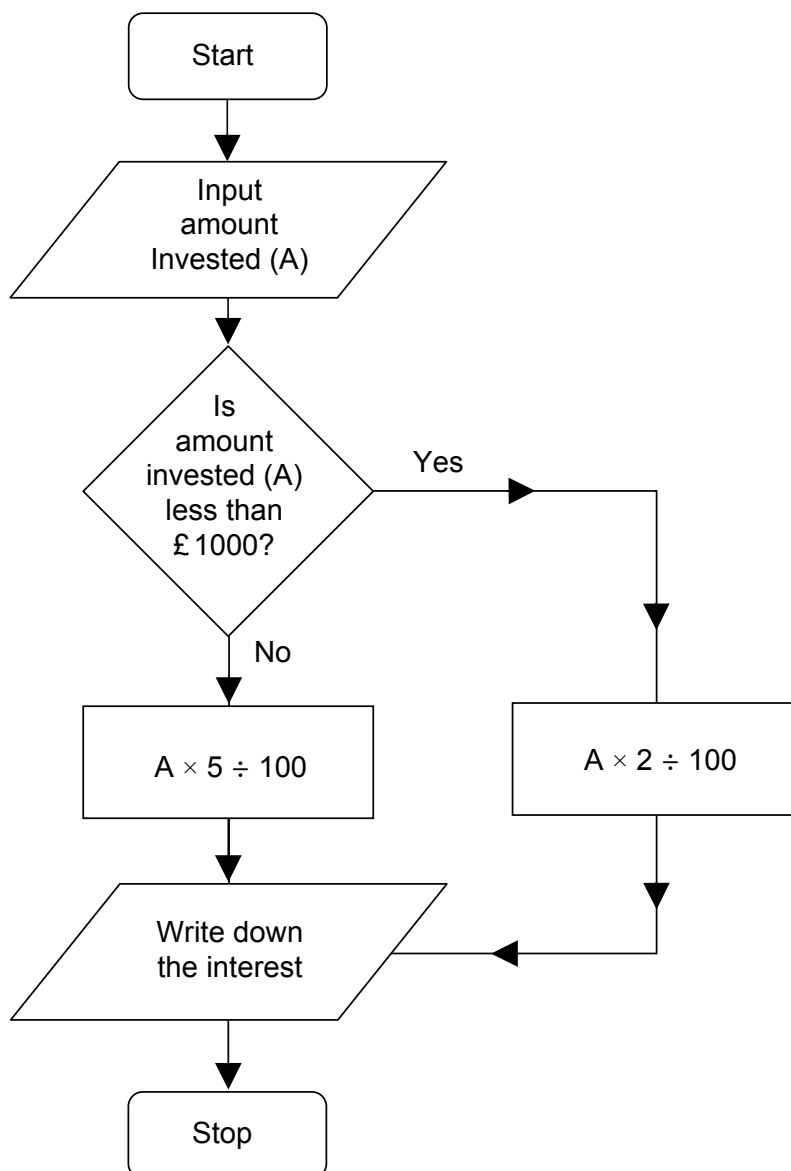 Start
Input
amount
Invested (A)
Is
amount
invested (A)
less than
£ 1000?
Yes
No
A × 5 ÷ 100
A × 2 ÷ 100
Write down
the interest
Stop